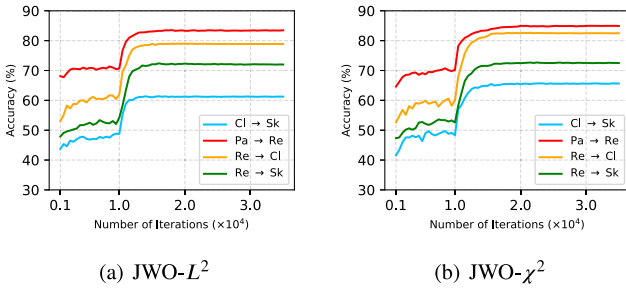 90
80
70
60
50
40
30
Accuracy (%)
Cl → Sk
Pa → Re
Re → Cl
Re → Sk
0.1 1.0 2.0 3.0
Number of Iterations (×10⁴)
(a) JWO-L²
90
80
70
60
50
40
30
Accuracy (%)
Cl → Sk
Pa → Re
Re → Cl
Re → Sk
0.1 1.0 2.0 3.0
Number of Iterations (×10⁴)
(b) JWO-χ²